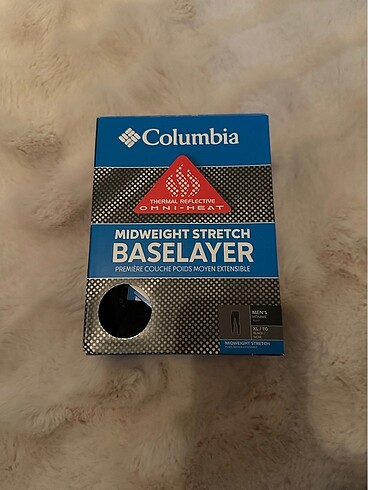 Columbia
THERMAL REFLECTIVE
OMNI-HEAT
MIDWEIGHT STRETCH
BASELAYER
PREMIÈRE COUCHE POIDS MOYEN EXTENSIBLE
MEN'S
HOMME
XL / TG
BLACK /
MIDWEIGHT STRETCH